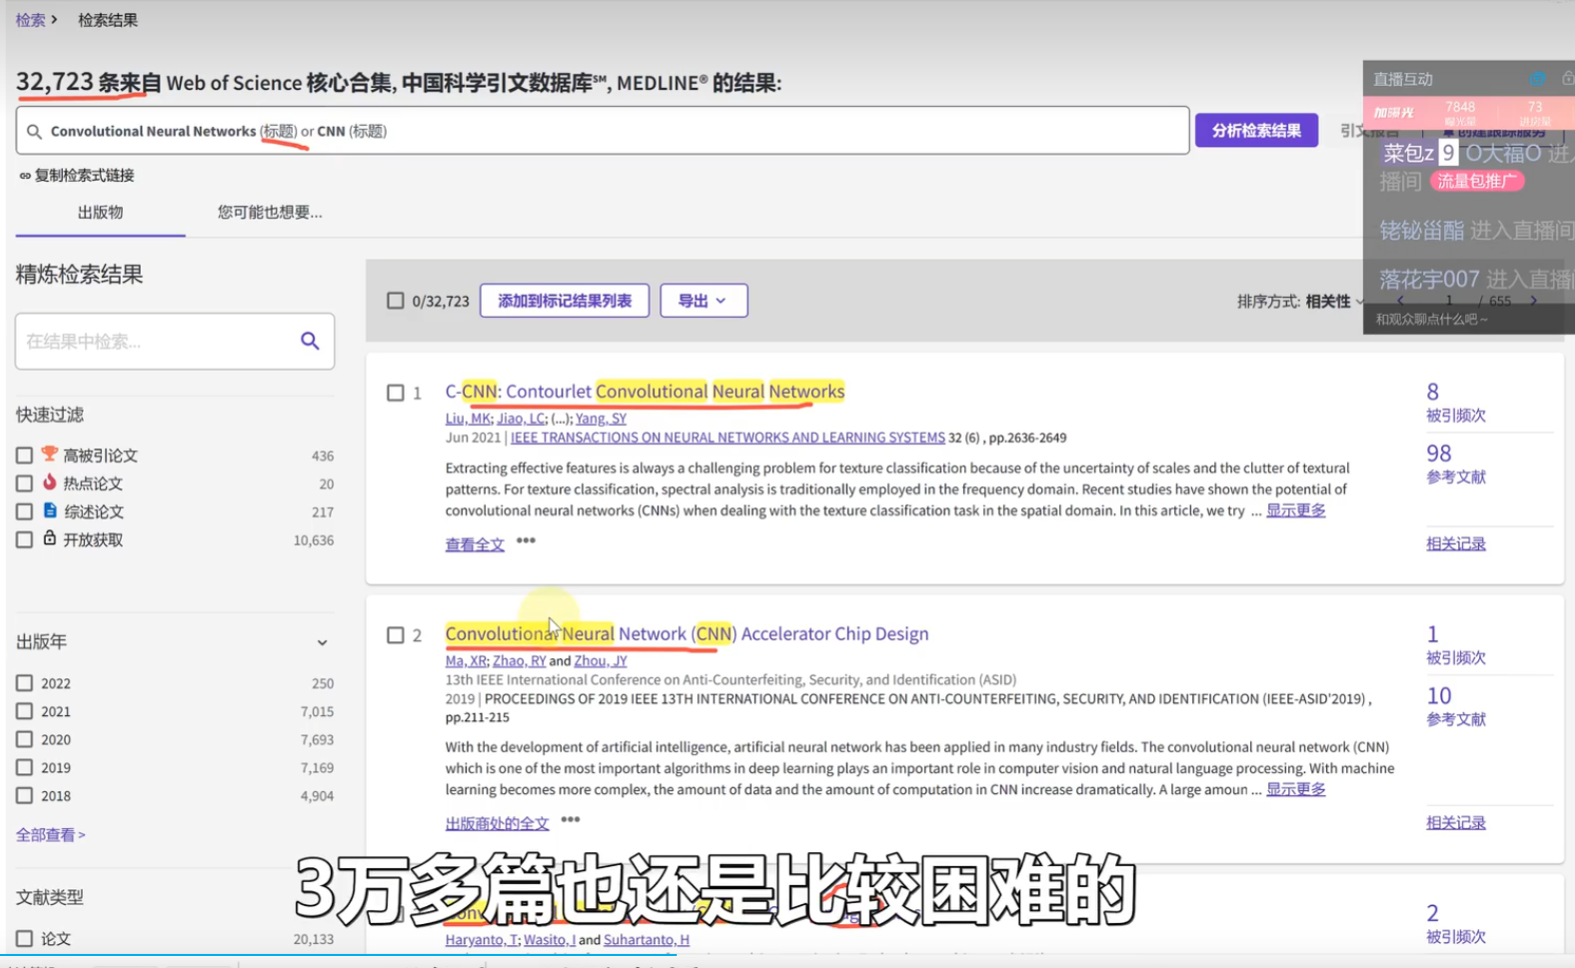 检索 > 检索结果
32,723 条来自 Web of Science 核心合集, 中国科学引文数据库℠, MEDLINE® 的结果:
Convolutional Neural Networks (标题) or CNN (标题)
分析检索结果
引文报告
创建跟踪服务
复制检索式链接
出版物
您可能也想要...
直播互动
加曝光
7848
曝光量
73
进房量
菜包z 9 O大福O 进入
播间 流量包推广
铑铋甾酯 进入直播间
落花宇007 进入直播间
和观众聊点什么吧~
精炼检索结果
在结果中检索...
快速过滤
高被引论文 436
热点论文 20
综述论文 217
开放获取 10,636
出版年
2022 250
2021 7,015
2020 7,693
2019 7,169
2018 4,904
全部查看 >
文献类型
论文 20,133
0/32,723 添加到标记结果列表 导出
排序方式: 相关性
< 1 / 655 >
1 C-CNN: Contourlet Convolutional Neural Networks
Liu, MK; Jiao, LC; (...); Yang, SY
Jun 2021 | IEEE TRANSACTIONS ON NEURAL NETWORKS AND LEARNING SYSTEMS 32 (6) , pp.2636-2649
Extracting effective features is always a challenging problem for texture classification because of the uncertainty of scales and the clutter of textural
patterns. For texture classification, spectral analysis is traditionally employed in the frequency domain. Recent studies have shown the potential of
convolutional neural networks (CNNs) when dealing with the texture classification task in the spatial domain. In this article, we try ... 显示更多
查看全文 •••
8
被引频次
98
参考文献
相关记录
2 Convolutional Neural Network (CNN) Accelerator Chip Design
Ma, XR; Zhao, RY and Zhou, JY
13th IEEE International Conference on Anti-Counterfeiting, Security, and Identification (ASID)
2019 | PROCEEDINGS OF 2019 IEEE 13TH INTERNATIONAL CONFERENCE ON ANTI-COUNTERFEITING, SECURITY, AND IDENTIFICATION (IEEE-ASID'2019) ,
pp.211-215
With the development of artificial intelligence, artificial neural network has been applied in many industry fields. The convolutional neural network (CNN)
which is one of the most important algorithms in deep learning plays an important role in computer vision and natural language processing. With machine
learning becomes more complex, the amount of data and the amount of computation in CNN increase dramatically. A large amoun ... 显示更多
出版商处的全文 •••
1
被引频次
10
参考文献
相关记录
3万多篇也还是比较困难的
Haryanto, T; Wasito, I and Suhartanto, H
2
被引频次